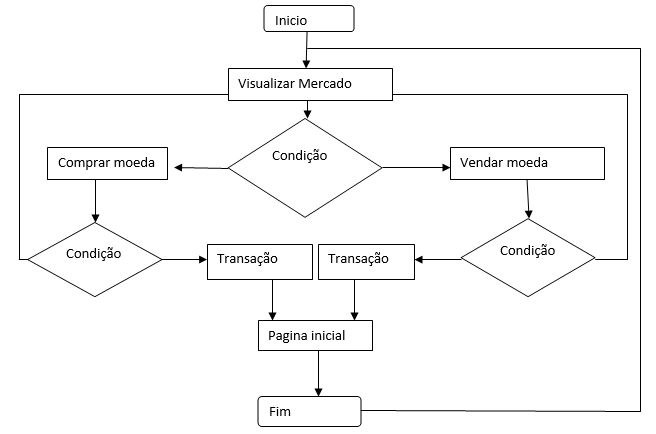 Inicio
Visualizar Mercado
Condição
Comprar moeda
Vendar moeda
Condição
Transação
Transação
Condição
Pagina inicial
Fim